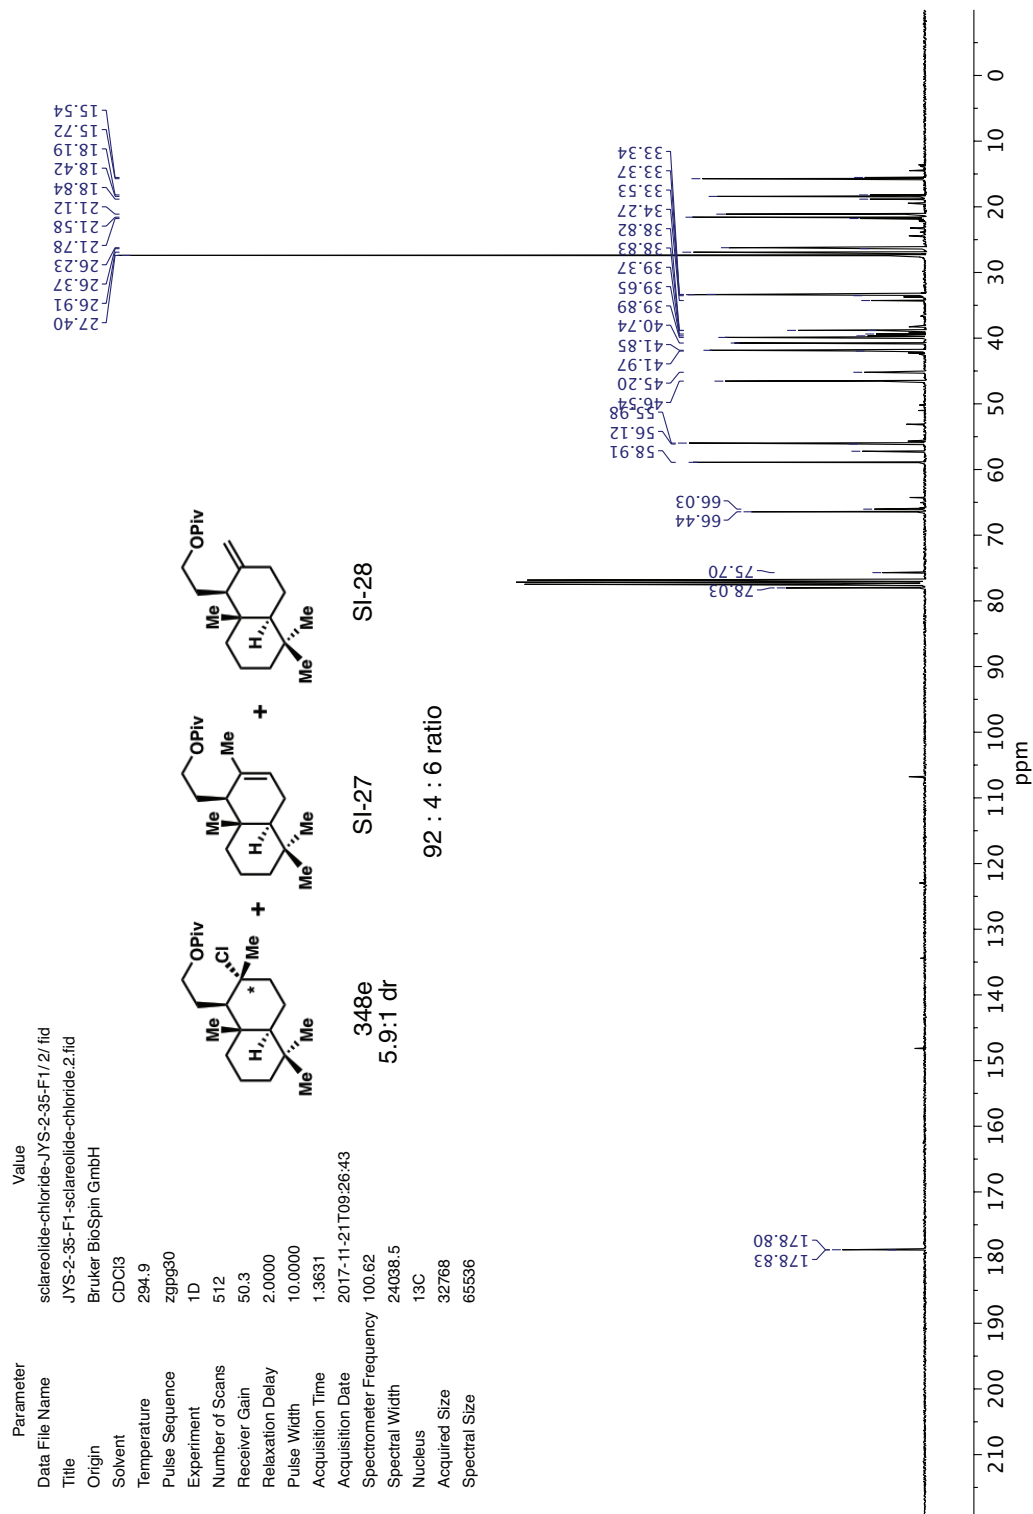 Parameter Value
Data File Name sclareolide-chloride-JYS-2-35-F1/ 2/ fid
Title JYS-2-35-F1-sclareolide-chloride.2.fid
Origin Bruker BioSpin GmbH
Solvent CDCl3
Temperature 294.9
Pulse Sequence zgpg30
Experiment 1D
Number of Scans 512
Receiver Gain 50.3
Relaxation Delay 2.0000
Pulse Width 10.0000
Acquisition Time 1.3631
Acquisition Date 2017-11-21T09:26:43
Spectrometer Frequency 100.62
Spectral Width 24038.5
Nucleus 13C
Acquired Size 32768
Spectral Size 65536
OPiv
Cl
Me
Me
*
H
Me
Me
348e
5.9:1 dr
+
OPiv
Me
Me
H
Me
Me
SI-27
+
OPiv
Me
H
Me
Me
SI-28
92 : 4 : 6 ratio
178.83
178.80
78.03
75.70
66.44
66.03
58.91
56.12
55.98
46.54
45.20
41.97
41.85
40.74
39.89
39.65
39.37
38.83
38.82
34.27
33.53
33.37
33.34
27.40
26.91
26.37
26.23
21.78
21.58
21.12
18.84
18.42
18.19
15.72
15.54
210 200 190 180 170 160 150 140 130 120 110 100 90 80 70 60 50 40 30 20 10 0
ppm